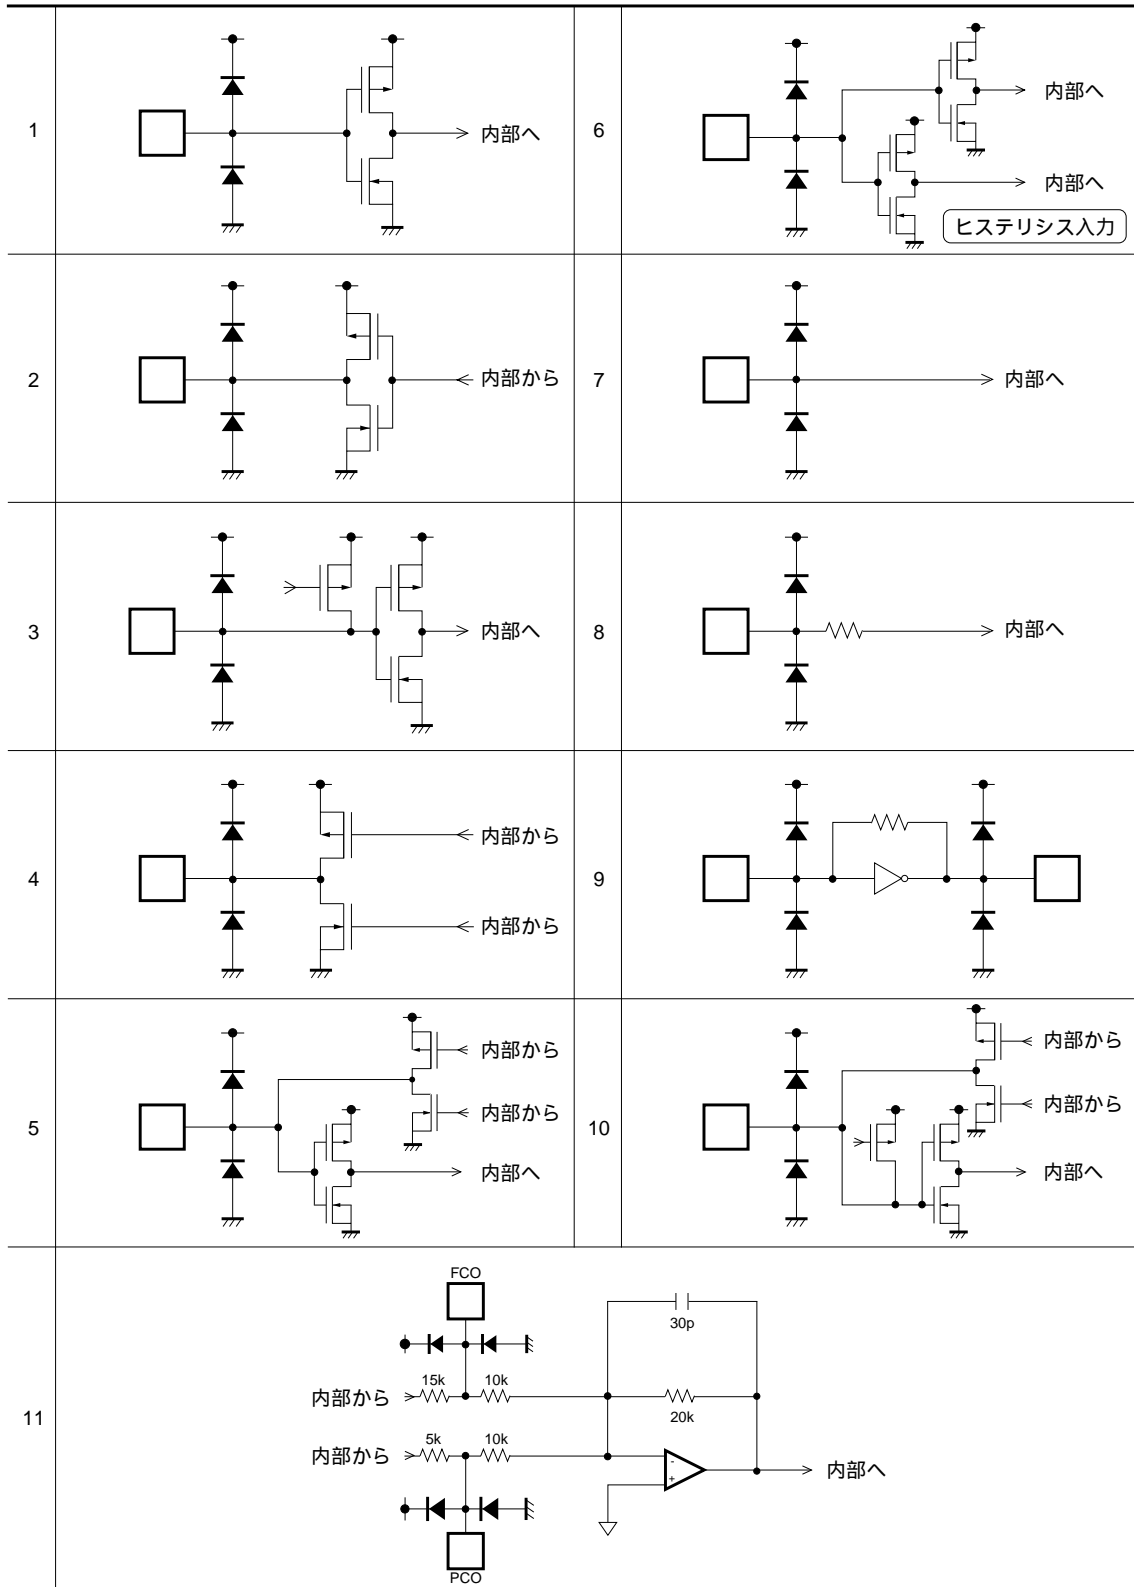 1
内部へ
6
内部へ
内部へ
ヒステリシス入力
2
内部から
7
内部へ
3
内部へ
8
内部へ
4
内部から
内部から
9
5
内部から
内部から
内部へ
10
内部から
内部から
内部へ
11
FCO
30p
内部から
15k
10k
20k
内部から
5k
10k
-
+
内部へ
PCO